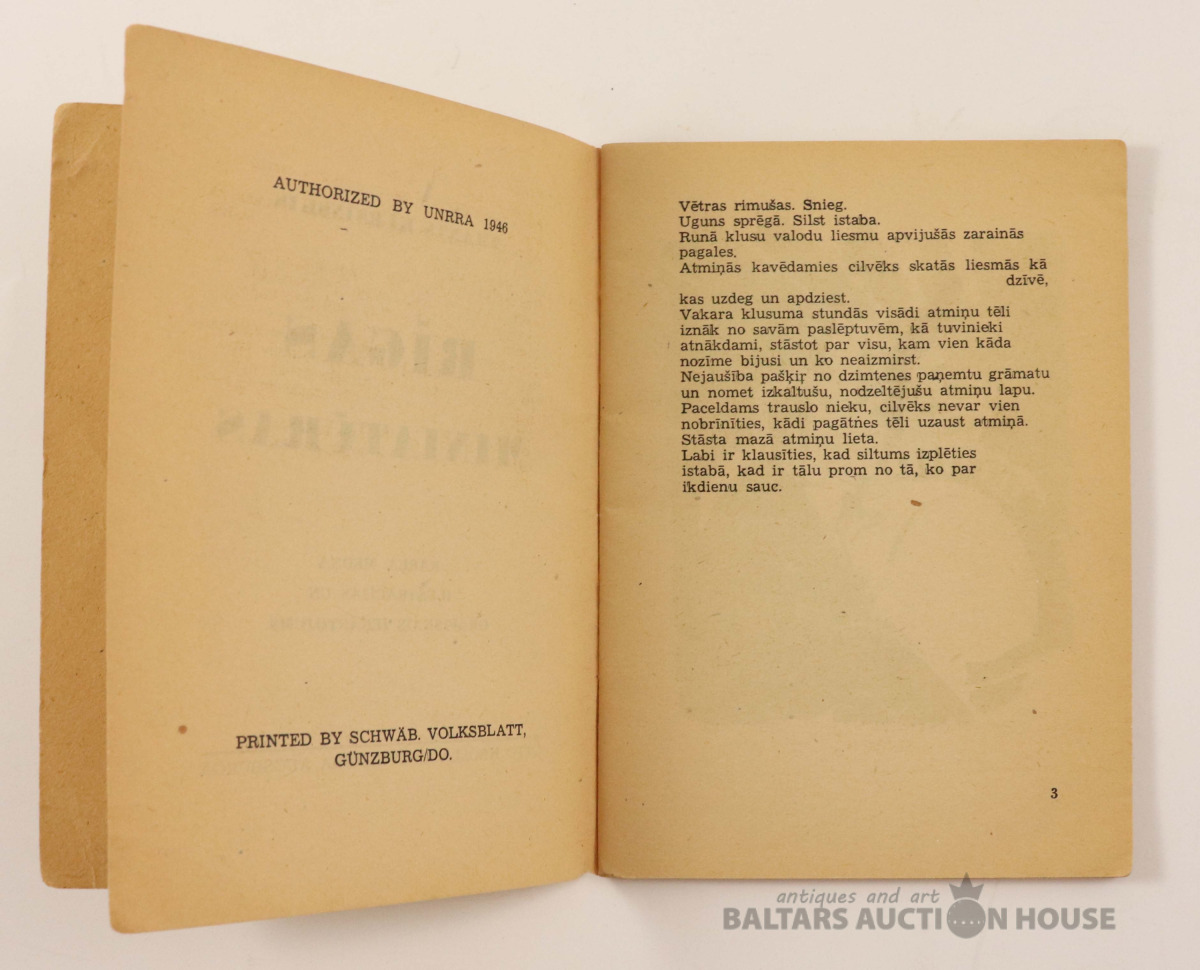 AUTHORIZED BY UNRRA 1946
PRINTED BY SCHWÄB. VOLKSBLATT,
GÜNZBURG/DO.
Vētras rimušas. Snieg.
Uguns sprēgā. Silst istaba.
Runā klusu valodu liesmu apvijušās zarainās
pagales.
Atmiņās kavēdamies cilvēks skatās liesmās kā
dzīvē,
kas uzdeg un apdziest.
Vakara klusuma stundās visādi atmiņu tēli
iznāk no savām paslēptuvēm, kā tuvinieki
atnākdami, stāstot par visu, kam vien kāda
nozīme bijusi un ko neaizmirst.
Nejaušība pašķiŗ no dzimtenes paņemtu grāmatu
un nomet izkaltušu, nodzeltējušu atmiņu lapu.
Paceldams trauslo nieku, cilvēks nevar vien
nobrīnīties, kādi pagātnes tēli uzaust atmiņā.
Stāsta mazā atmiņu lieta.
Labi ir klausīties, kad siltums izplēties
istabā, kad ir tālu prom no tā, ko par
ikdienu sauc.
3
antiques and art
BALTARS AUCTION HOUSE